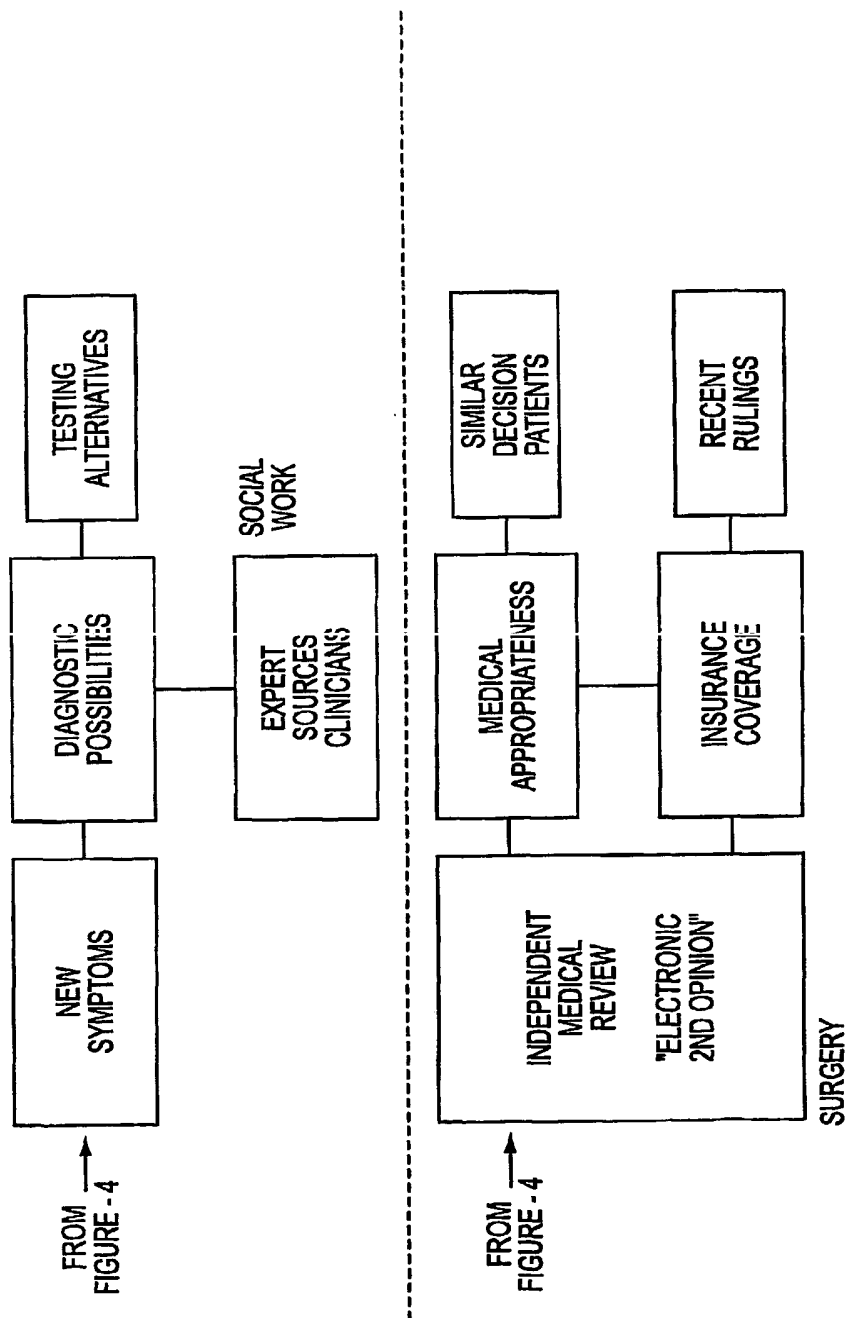 FROM
FIGURE - 4
NEW
SYMPTOMS
DIAGNOSTIC
POSSIBILITIES
TESTING
ALTERNATIVES
EXPERT
SOURCES
CLINICIANS
SOCIAL
WORK
FROM
FIGURE - 4
INDEPENDENT
MEDICAL
REVIEW
"ELECTRONIC
2ND OPINION"
SURGERY
MEDICAL
APPROPRIATENESS
SIMILAR
DECISION
PATIENTS
INSURANCE
COVERAGE
RECENT
RULINGS